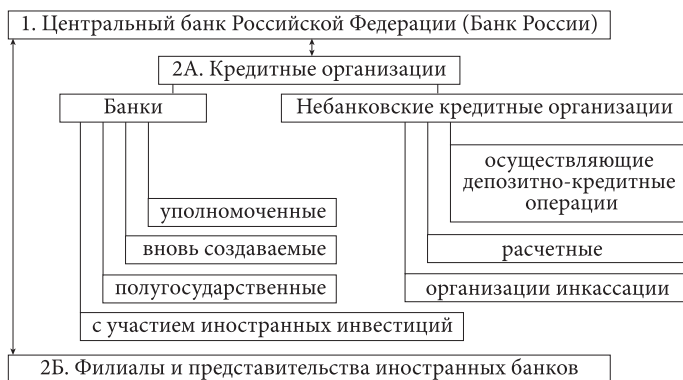 1. Центральный банк Российской Федерации (Банк России)
2А. Кредитные организации
Банки
Небанковские кредитные организации
осуществляющие
депозитно-кредитные
операции
уполномоченные
вновь создаваемые
расчетные
полугосударственные
организации инкассации
с участием иностранных инвестиций
2Б. Филиалы и представительства иностранных банков